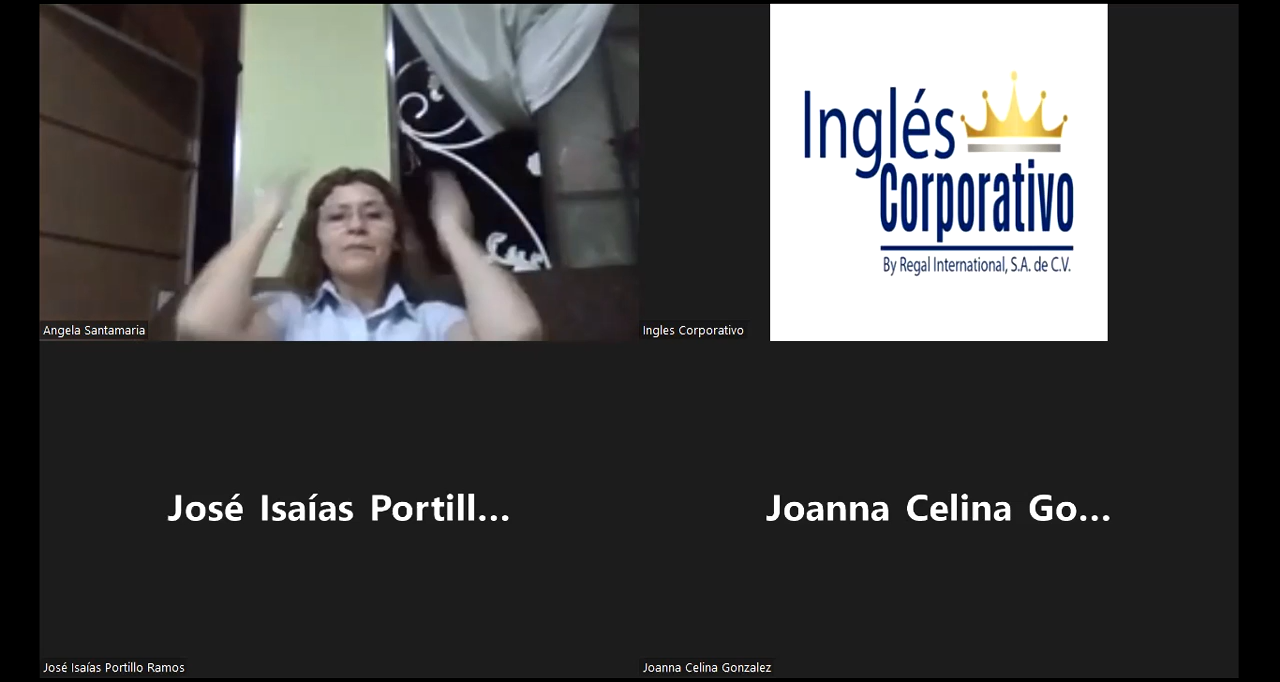 Inglés
Corporativo
By Regal International, S.A. de C.V.
Angela Santamaria
Ingles Corporativo
José Isaías Portill...
Joanna Celina Go...
José Isaías Portillo Ramos
Joanna Celina Gonzalez